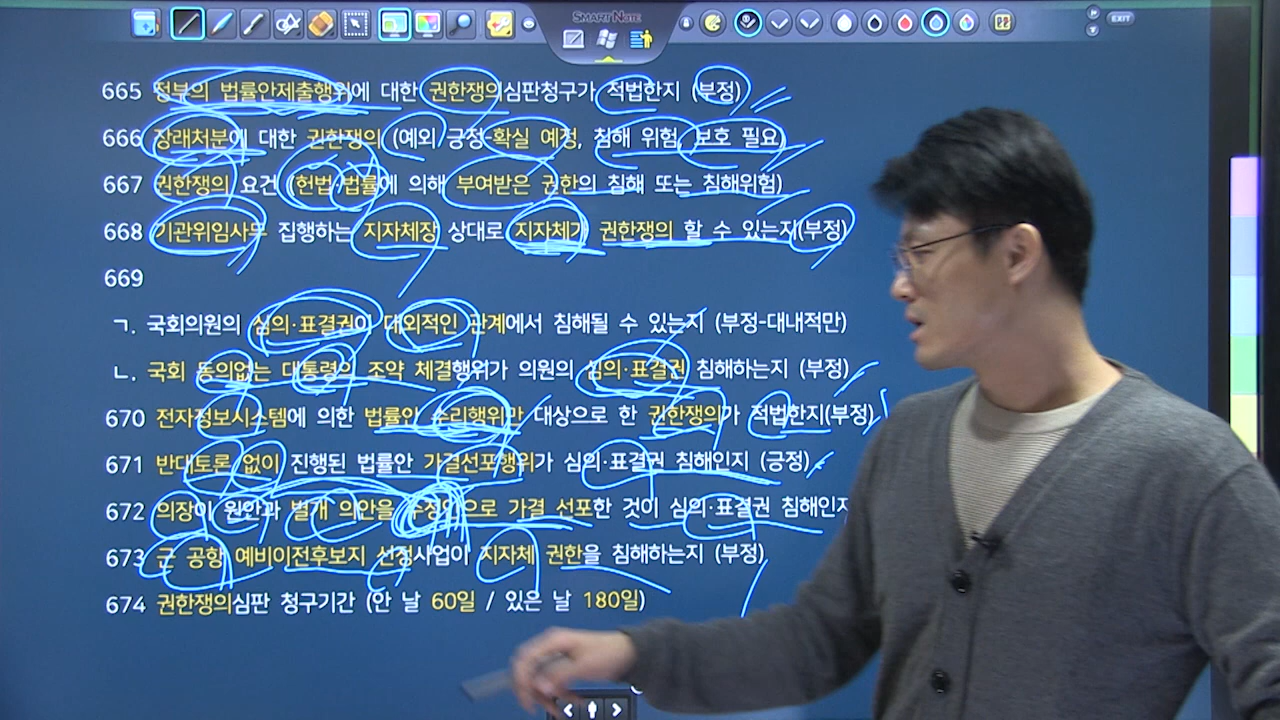 SMART NOTE
EXIT
665 정부의 법률안제출행위에 대한 권한쟁의심판청구가 적법한지 (부정)
666 장래처분에 대한 권한쟁의 (예외 긍정-확실 예정, 침해 위험, 보호 필요)
667 권한쟁의 요건 (헌법·법률에 의해 부여받은 권한의 침해 또는 침해위험)
668 기관위임사무 집행하는 지자체장 상대로 지자체가 권한쟁의 할 수 있는지(부정)
669
ㄱ. 국회의원의 심의·표결권이 대외적인 관계에서 침해될 수 있는지 (부정-대내적만)
ㄴ. 국회 동의없는 대통령의 조약 체결행위가 의원의 심의·표결권 침해하는지 (부정)
670 전자정보시스템에 의한 법률안 수리행위만 대상으로 한 권한쟁의가 적법한지(부정)
671 반대토론 없이 진행된 법률안 가결선포행위가 심의·표결권 침해인지 (긍정)
672 의장이 원안과 별개 의안을 수정안으로 가결 선포한 것이 심의·표결권 침해인지
673 군 공항 예비이전후보지 선정사업이 지자체 권한을 침해하는지 (부정)
674 권한쟁의심판 청구기간 (안 날 60일 / 있은 날 180일)